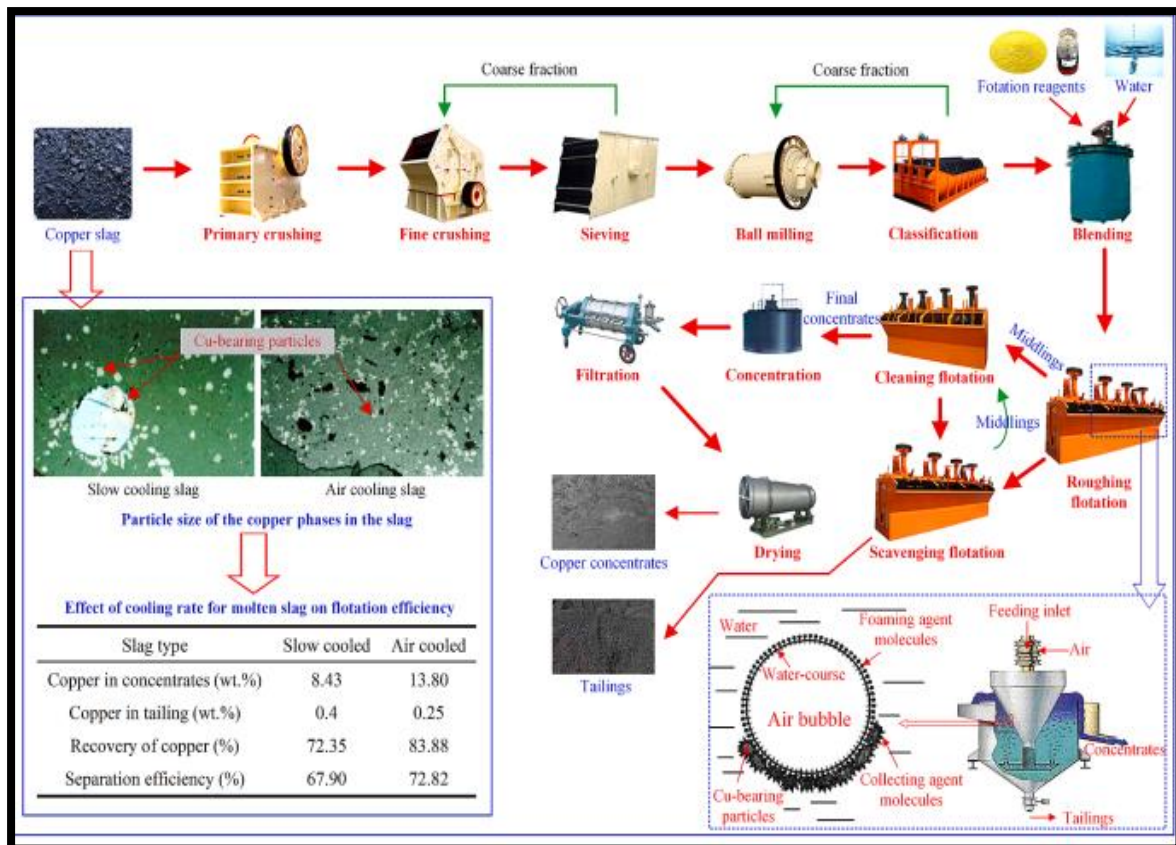 Coarse fraction
Coarse fraction
Fotation reagents
Water
Copper slag
Primary crushing
Fine crushing
Sieving
Ball milling
Classification
Blending
Cu-bearing particles
Slow cooling slag
Air cooling slag
Particle size of the copper phases in the slag
Effect of cooling rate for molten slag on flotation efficiency
Slag type Slow cooled Air cooled
Copper in concentrates (wt.%) 8.43 13.80
Copper in tailing (wt.%) 0.4 0.25
Recovery of copper (%) 72.35 83.88
Separation efficiency (%) 67.90 72.82
Filtration
Concentration
Final
concentrates
Cleaning flotation
Middlings
Middlings
Roughing
flotation
Copper concentrates
Drying
Scavenging flotation
Tailings
Water
Foaming agent
molecules
Water-course
Air bubble
Cu-bearing
particles
Collecting agent
molecules
Feeding inlet
Air
Concentrates
Tailings